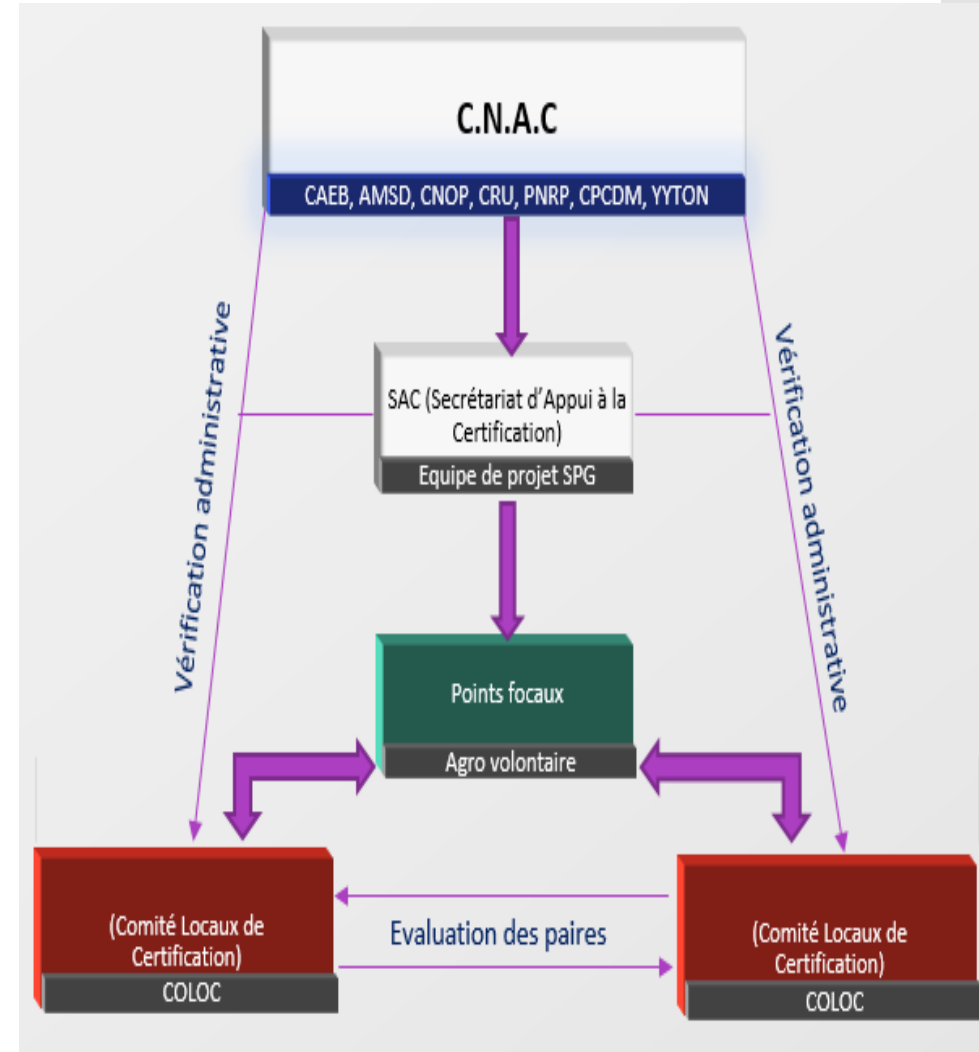 C.N.A.C
CAEB, AMSD, CNOP, CRU, PNRP, CPCDM, YYTON
Vérification administrative
Vérification administrative
SAC (Secrétariat d'Appui à la
Certification)
Equipe de projet SPG
Points focaux
Agro volontaire
(Comité Locaux de
Certification)
COLOC
Evaluation des paires
(Comité Locaux de
Certification)
COLOC